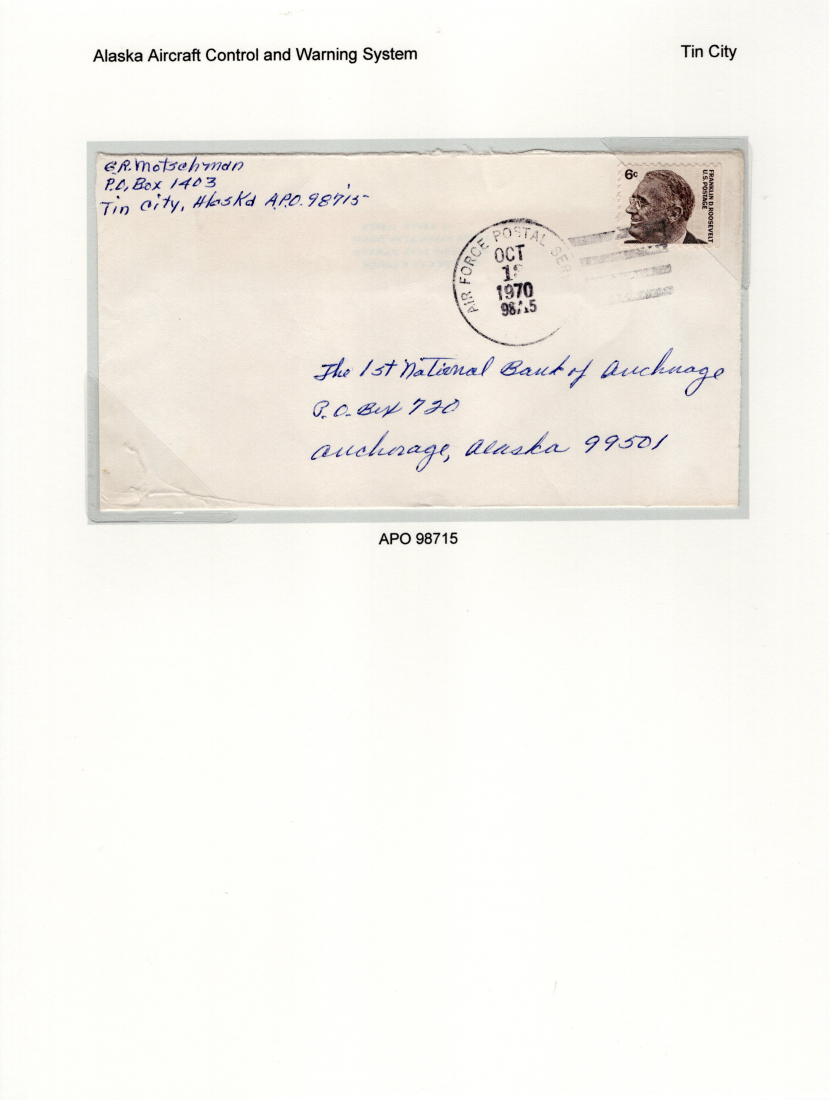 Alaska Aircraft Control and Warning System
Tin City
E.R. Motschman
P.O. Box 1403
Tin City, Alaska APO. 98715
6c
FRANKLIN D. ROOSEVELT
U.S. POSTAGE
AIR FORCE POSTAL SER
OCT
1970
98715
The 1st National Bank of Anchorage
P.O. Box 720
Anchorage, Alaska 99501
APO 98715